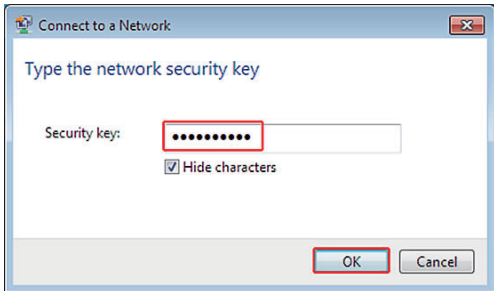 Connect to a Network
Type the network security key
Security key: ••••••••••
Hide characters
OK Cancel